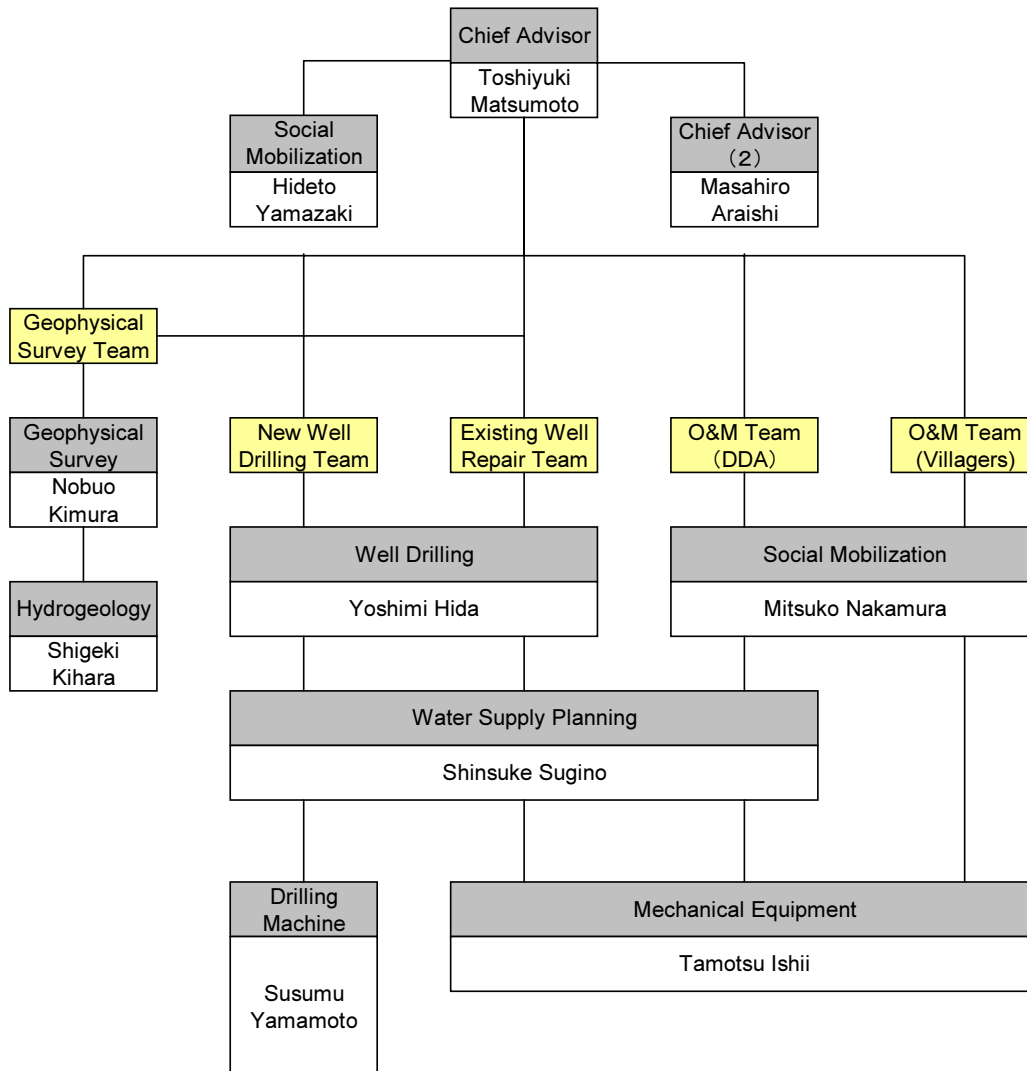 Chief Advisor
Toshiyuki
Matsumoto
Social
Mobilization
Hideto
Yamazaki
Chief Advisor
（２）
Masahiro
Araishi
Geophysical
Survey Team
Geophysical
Survey
Nobuo
Kimura
New Well
Drilling Team
Existing Well
Repair Team
O&M Team
(DDA）
O&M Team
(Villagers)
Well Drilling
Yoshimi Hida
Social Mobilization
Mitsuko Nakamura
Hydrogeology
Shigeki
Kihara
Water Supply Planning
Shinsuke Sugino
Drilling
Machine
Susumu
Yamamoto
Mechanical Equipment
Tamotsu Ishii